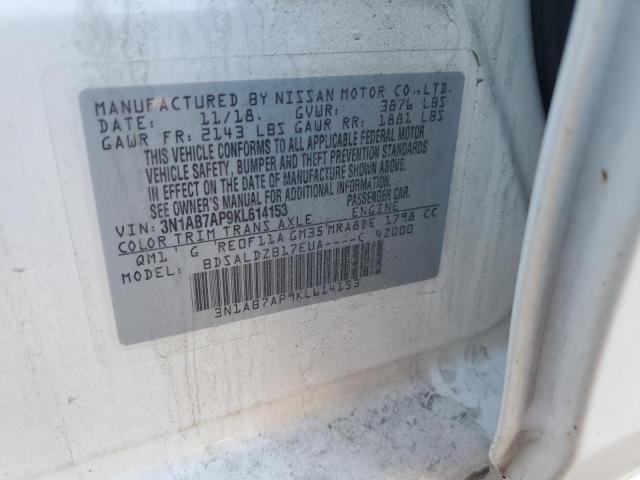 MANUFACTURED BY NISSAN MOTOR CO.,LTD.
DATE: 11/18. GVWR: 3876 LBS
GAWR FR: 2143 LBS GAWR RR: 1881 LBS
THIS VEHICLE CONFORMS TO ALL APPLICABLE FEDERAL MOTOR
VEHICLE SAFETY, BUMPER AND THEFT PREVENTION STANDARDS
IN EFFECT ON THE DATE OF MANUFACTURE SHOWN ABOVE.
SEE OWNER'S MANUAL FOR ADDITIONAL INFORMATION.
VIN: 3N1AB7AP9KL614153 PASSENGER CAR.
COLOR TRIM TRANS AXLE ENGINE
QM1 G RE0F11A GM35 MRA8DE 1798 CC
MODEL: BDSALDZB17EUA----C 4Z000
3N1AB7AP9KL614153